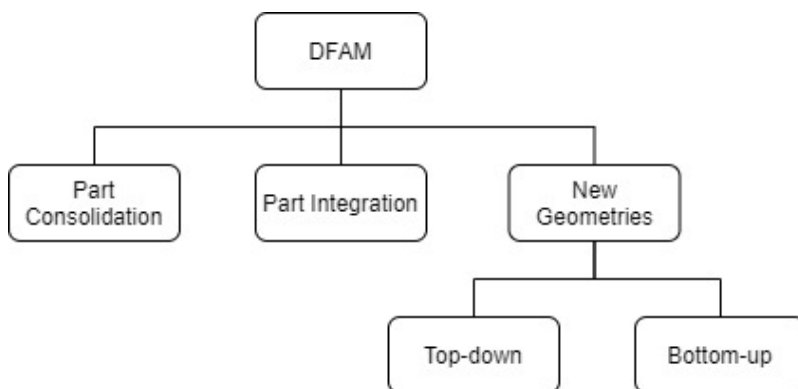 DFAM
Part
Consolidation
Part Integration
New
Geometries
Top-down
Bottom-up